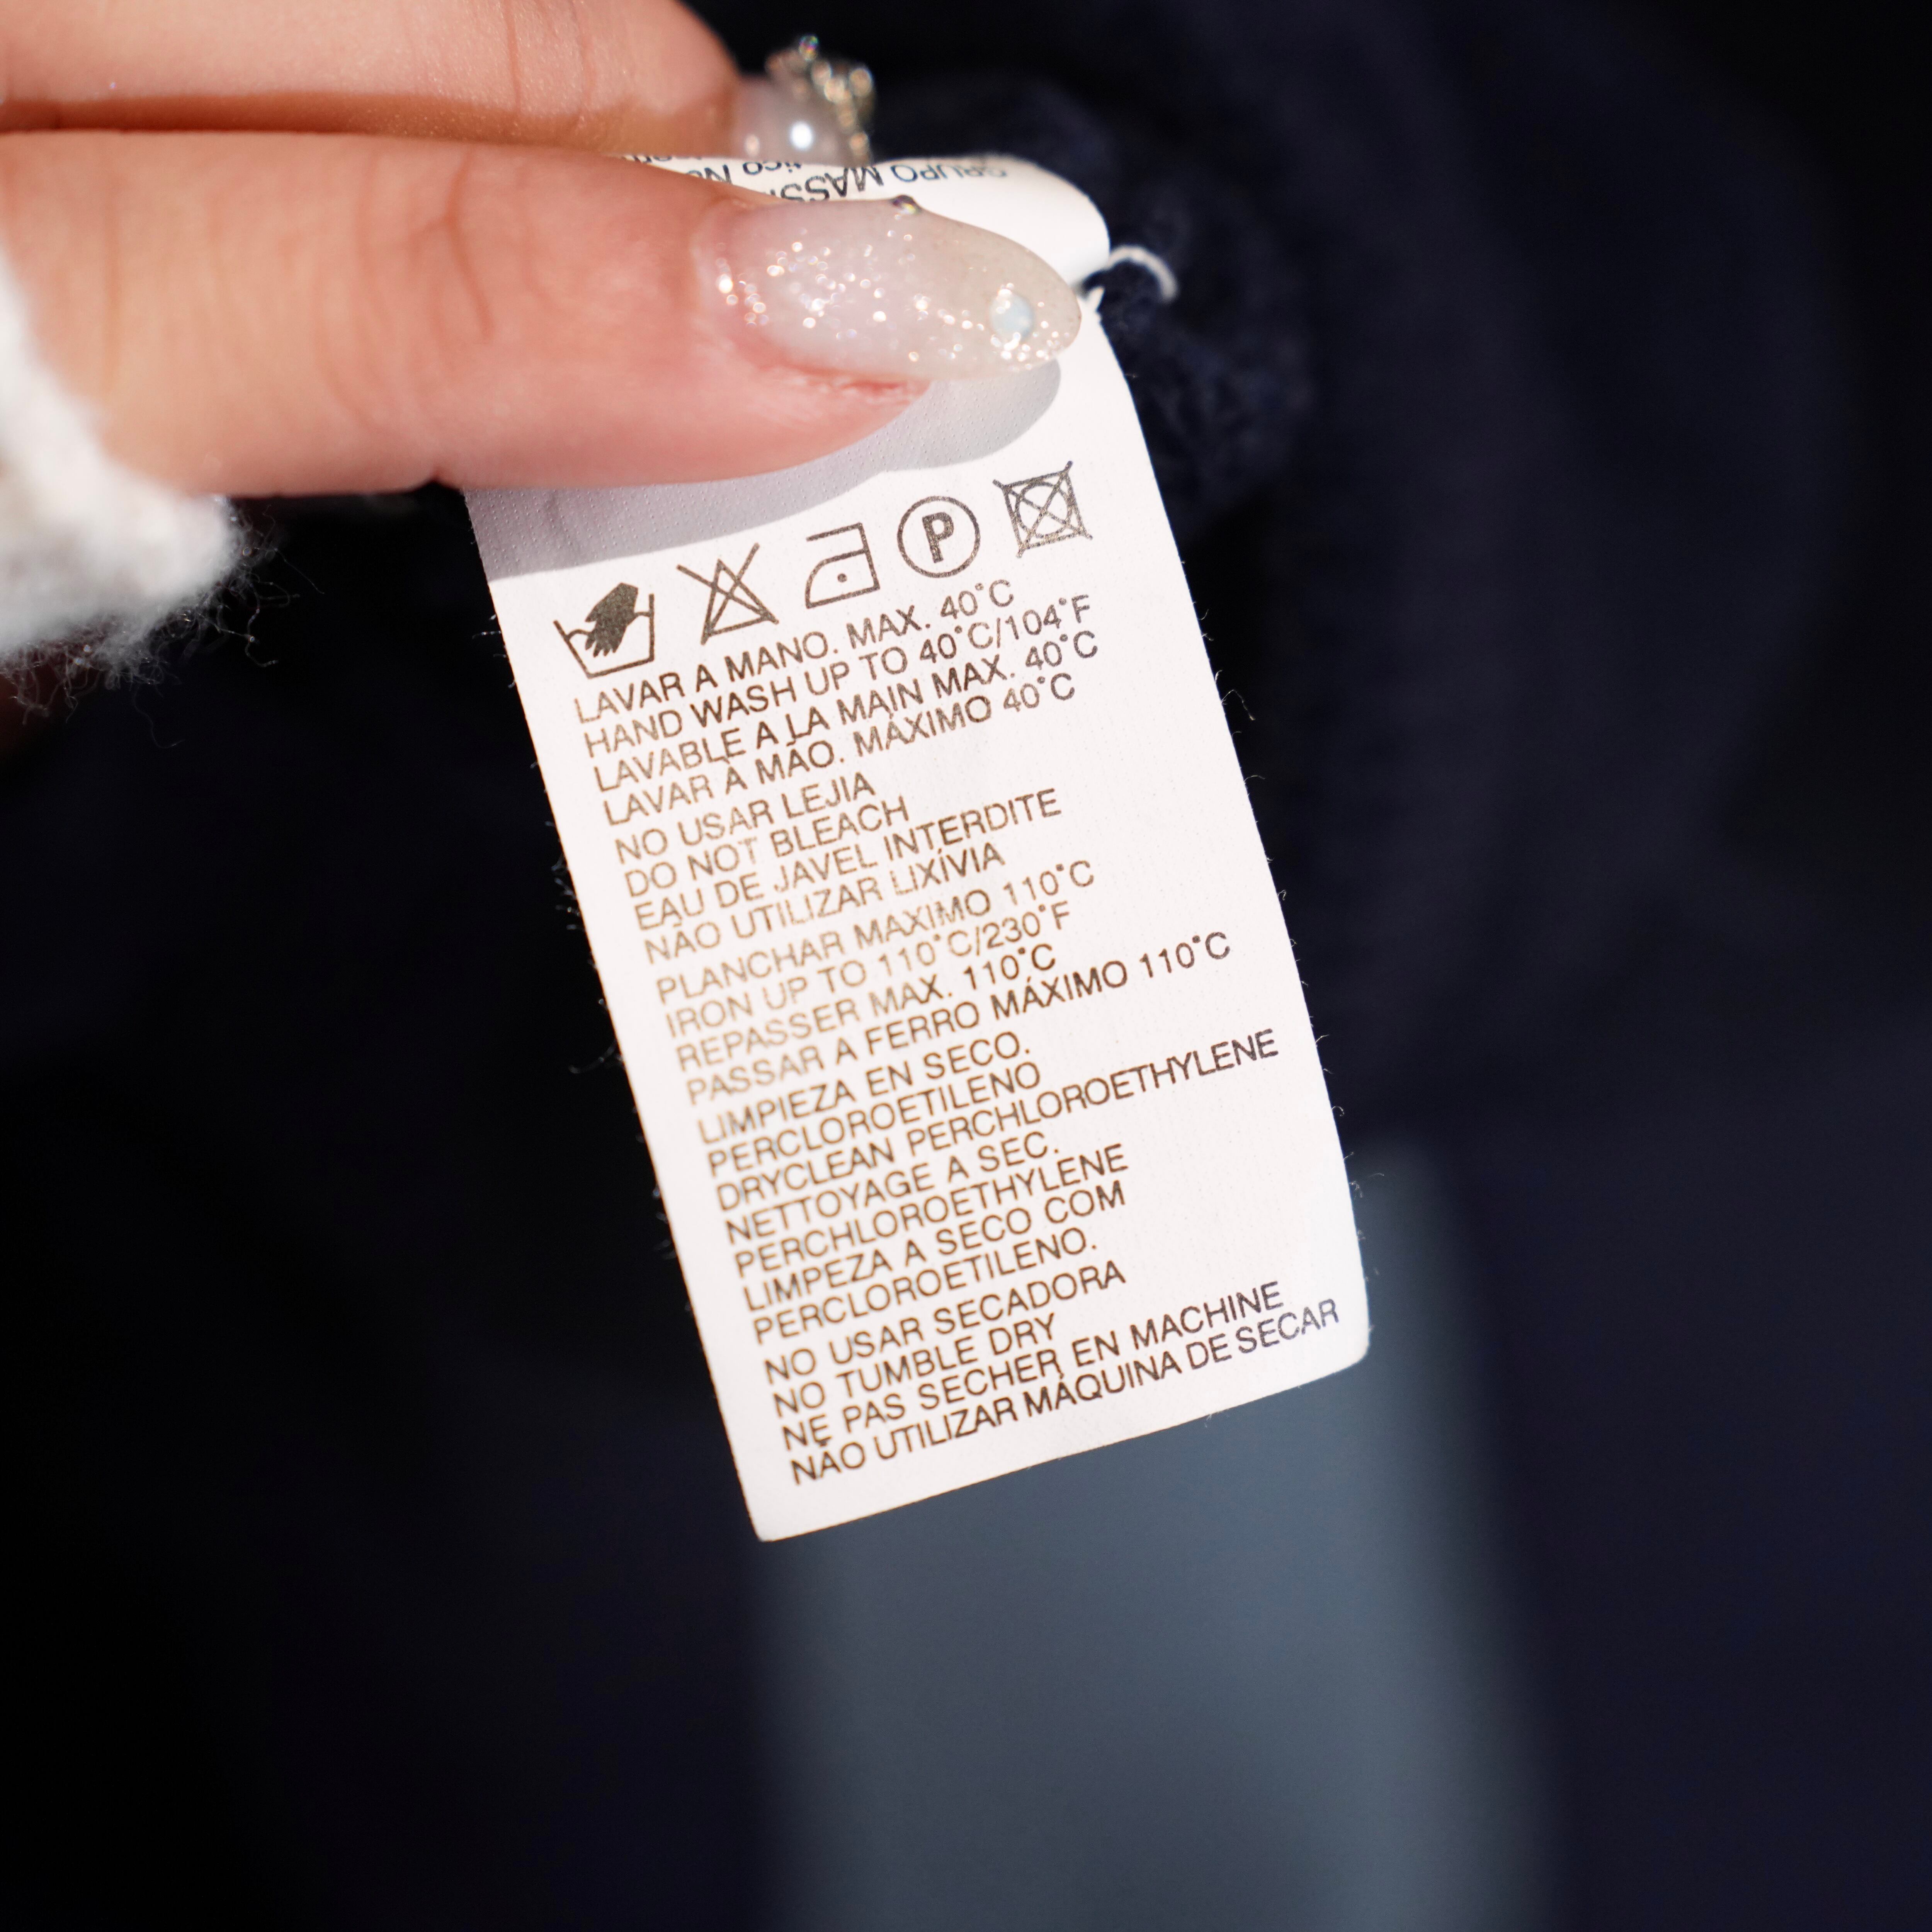 GRUPO MASS
P
LAVAR A MANO. MAX. 40°C
HAND WASH UP TO 40°C/104°F
LAVABLE A LA MAIN MAX. 40°C
LAVAR À MÃO. MÁXIMO 40°C
NO USAR LEJIA
DO NOT BLEACH
EAU DE JAVEL INTERDITE
NÃO UTILIZAR LIXÍVIA
PLANCHAR MAXIMO 110°C
IRON UP TO 110°C/230°F
REPASSER MAX. 110°C
PASSAR A FERRO MÁXIMO 110°C
LIMPIEZA EN SECO.
PERCLOROETILENO
DRYCLEAN PERCHLOROETHYLENE
NETTOYAGE A SEC.
PERCHLOROETHYLENE
LIMPEZA A SECO COM
PERCLOROETILENO.
NO USAR SECADORA
NO TUMBLE DRY
NE PAS SECHER EN MACHINE
NÃO UTILIZAR MÁQUINA DE SECAR